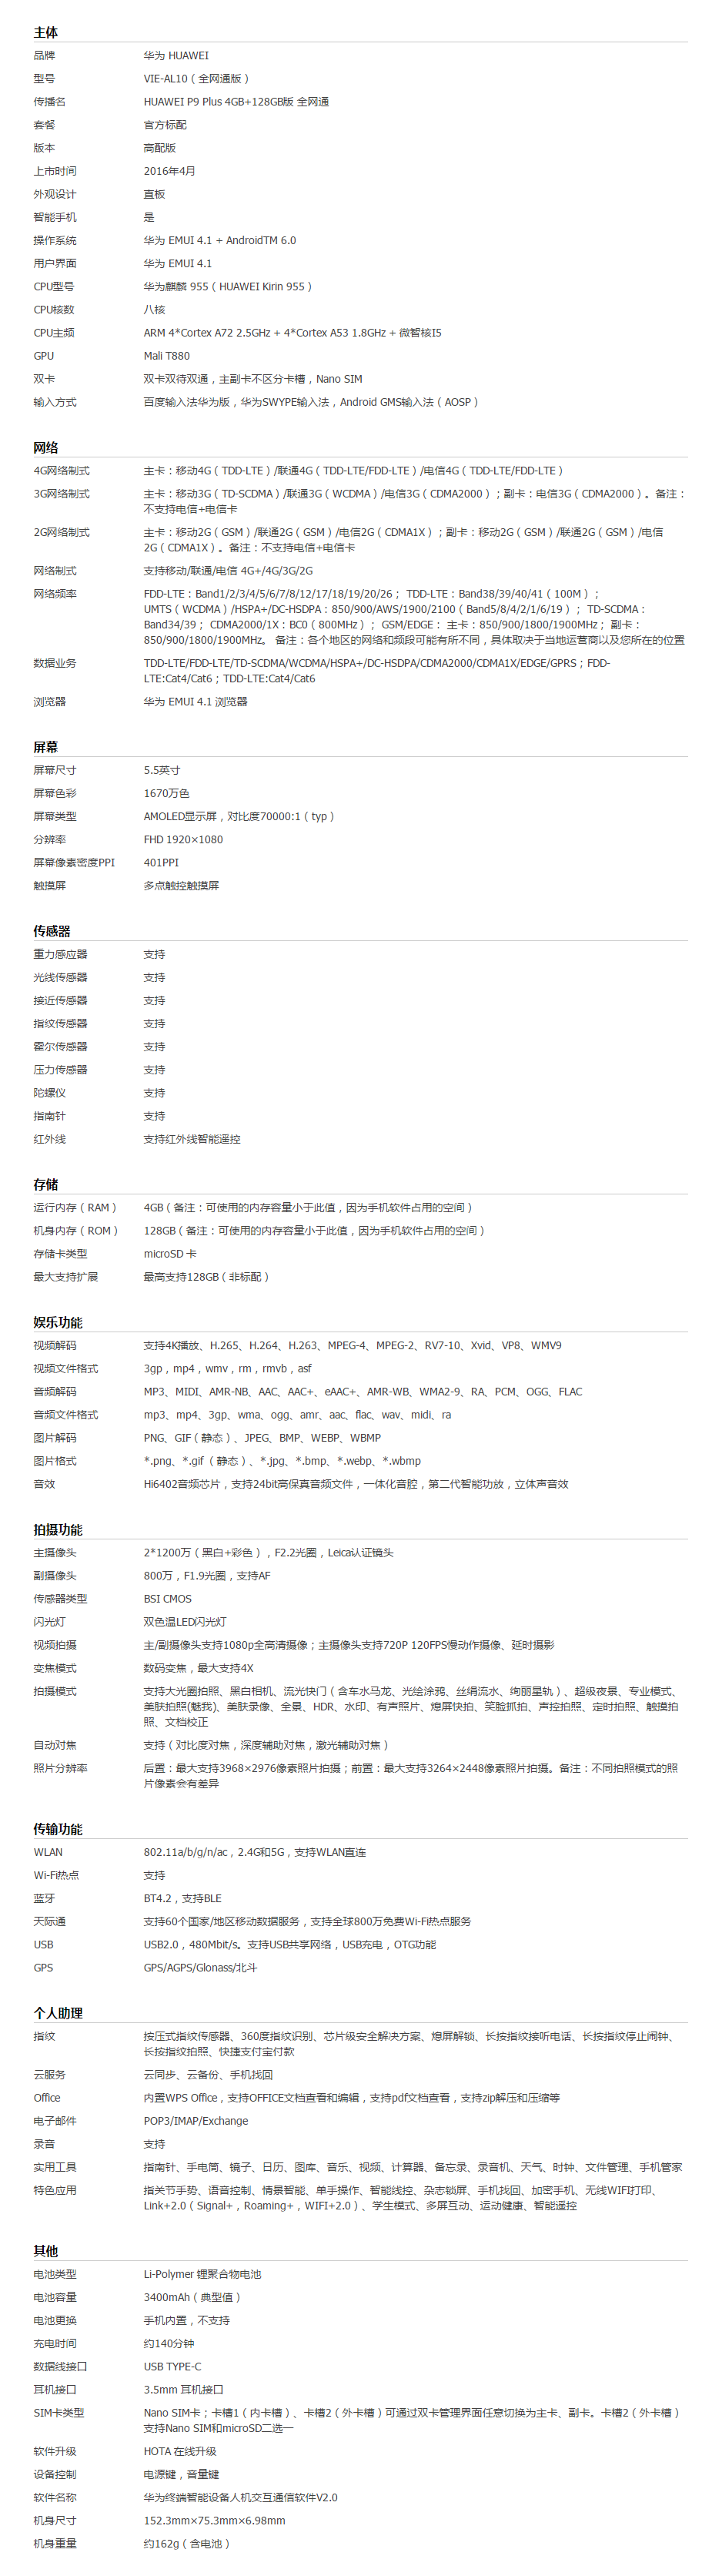 主体
品牌 华为 HUAWEI
型号 VIE-AL10（全网通版）
传播名 HUAWEI P9 Plus 4GB+128GB版 全网通
套餐 官方标配
版本 高配版
上市时间 2016年4月
外观设计 直板
智能手机 是
操作系统 华为 EMUI 4.1 + AndroidTM 6.0
用户界面 华为 EMUI 4.1
CPU型号 华为麒麟 955（HUAWEI Kirin 955）
CPU核数 八核
CPU主频 ARM 4*Cortex A72 2.5GHz + 4*Cortex A53 1.8GHz + 微智核I5
GPU Mali T880
双卡 双卡双待双通，主副卡不区分卡槽，Nano SIM
输入方式 百度输入法华为版，华为SWYPE输入法，Android GMS输入法（AOSP）
网络
4G网络制式 主卡：移动4G（TDD-LTE）/联通4G（TDD-LTE/FDD-LTE）/电信4G（TDD-LTE/FDD-LTE）
3G网络制式 主卡：移动3G（TD-SCDMA）/联通3G（WCDMA）/电信3G（CDMA2000）；副卡：电信3G（CDMA2000）。备注：
不支持电信+电信卡
2G网络制式 主卡：移动2G（GSM）/联通2G（GSM）/电信2G（CDMA1X）；副卡：移动2G（GSM）/联通2G（GSM）/电信
2G（CDMA1X）。备注：不支持电信+电信卡
网络制式 支持移动/联通/电信 4G+/4G/3G/2G
网络频率 FDD-LTE：Band1/2/3/4/5/6/7/8/12/17/18/19/20/26； TDD-LTE：Band38/39/40/41（100M）；
UMTS（WCDMA）/HSPA+/DC-HSDPA：850/900/AWS/1900/2100（Band5/8/4/2/1/6/19）； TD-SCDMA：
Band34/39； CDMA2000/1X：BC0（800MHz）； GSM/EDGE： 主卡：850/900/1800/1900MHz； 副卡：
850/900/1800/1900MHz。 备注：各个地区的网络和频段可能有所不同，具体取决于当地运营商以及您所在的位置
数据业务 TDD-LTE/FDD-LTE/TD-SCDMA/WCDMA/HSPA+/DC-HSDPA/CDMA2000/CDMA1X/EDGE/GPRS；FDD-
LTE:Cat4/Cat6；TDD-LTE:Cat4/Cat6
浏览器 华为 EMUI 4.1 浏览器
屏幕
屏幕尺寸 5.5英寸
屏幕色彩 1670万色
屏幕类型 AMOLED显示屏，对比度70000:1（typ）
分辨率 FHD 1920×1080
屏幕像素密度PPI 401PPI
触摸屏 多点触控触摸屏
传感器
重力感应器 支持
光线传感器 支持
接近传感器 支持
指纹传感器 支持
霍尔传感器 支持
压力传感器 支持
陀螺仪 支持
指南针 支持
红外线 支持红外线智能遥控
存储
运行内存（RAM） 4GB（备注：可使用的内存容量小于此值，因为手机软件占用的空间）
机身内存（ROM） 128GB（备注：可使用的内存容量小于此值，因为手机软件占用的空间）
存储卡类型 microSD 卡
最大支持扩展 最高支持128GB（非标配）
娱乐功能
视频解码 支持4K播放、H.265、H.264、H.263、MPEG-4、MPEG-2、RV7-10、Xvid、VP8、WMV9
视频文件格式 3gp，mp4，wmv，rm，rmvb，asf
音频解码 MP3、MIDI、AMR-NB、AAC、AAC+、eAAC+、AMR-WB、WMA2-9、RA、PCM、OGG、FLAC
音频文件格式 mp3、mp4、3gp、wma、ogg、amr、aac、flac、wav、midi、ra
图片解码 PNG、GIF（静态）、JPEG、BMP、WEBP、WBMP
图片格式 *.png、*.gif （静态）、*.jpg、*.bmp、*.webp、*.wbmp
音效 Hi6402音频芯片，支持24bit高保真音频文件，一体化音腔，第二代智能功放，立体声音效
拍摄功能
主摄像头 2*1200万（黑白+彩色），F2.2光圈，Leica认证镜头
副摄像头 800万，F1.9光圈，支持AF
传感器类型 BSI CMOS
闪光灯 双色温LED闪光灯
视频拍摄 主/副摄像头支持1080p全高清摄像；主摄像头支持720P 120FPS慢动作摄像、延时摄影
变焦模式 数码变焦，最大支持4X
拍摄模式 支持大光圈拍照、黑白相机、流光快门（含车水马龙、光绘涂鸦、丝绢流水、绚丽星轨）、超级夜景、专业模式、
美肤拍照(魅我)、美肤录像、全景、HDR、水印、有声照片、熄屏快拍、笑脸抓拍、声控拍照、定时拍照、触摸拍
照、文档校正
自动对焦 支持（对比度对焦，深度辅助对焦，激光辅助对焦）
照片分辨率 后置：最大支持3968×2976像素照片拍摄；前置：最大支持3264×2448像素照片拍摄。备注：不同拍照模式的照
片像素会有差异
传输功能
WLAN 802.11a/b/g/n/ac，2.4G和5G，支持WLAN直连
Wi-Fi热点 支持
蓝牙 BT4.2，支持BLE
天际通 支持60个国家/地区移动数据服务，支持全球800万免费Wi-Fi热点服务
USB USB2.0，480Mbit/s。支持USB共享网络，USB充电，OTG功能
GPS GPS/AGPS/Glonass/北斗
个人助理
指纹 按压式指纹传感器、360度指纹识别、芯片级安全解决方案、熄屏解锁、长按指纹接听电话、长按指纹停止闹钟、
长按指纹拍照、快捷支付宝付款
云服务 云同步、云备份、手机找回
Office 内置WPS Office，支持OFFICE文档查看和编辑，支持pdf文档查看，支持zip解压和压缩等
电子邮件 POP3/IMAP/Exchange
录音 支持
实用工具 指南针、手电筒、镜子、日历、图库、音乐、视频、计算器、备忘录、录音机、天气、时钟、文件管理、手机管家
特色应用 指关节手势、语音控制、情景智能、单手操作、智能线控、杂志锁屏、手机找回、加密手机、无线WIFI打印、
Link+2.0（Signal+，Roaming+，WIFI+2.0）、学生模式、多屏互动、运动健康、智能遥控
其他
电池类型 Li-Polymer 锂聚合物电池
电池容量 3400mAh（典型值）
电池更换 手机内置，不支持
充电时间 约140分钟
数据线接口 USB TYPE-C
耳机接口 3.5mm 耳机接口
SIM卡类型 Nano SIM卡；卡槽1（内卡槽）、卡槽2（外卡槽）可通过双卡管理界面任意切换为主卡、副卡。卡槽2（外卡槽）
支持Nano SIM和microSD二选一
软件升级 HOTA 在线升级
设备控制 电源键，音量键
软件名称 华为终端智能设备人机交互通信软件V2.0
机身尺寸 152.3mm×75.3mm×6.98mm
机身重量 约162g（含电池）